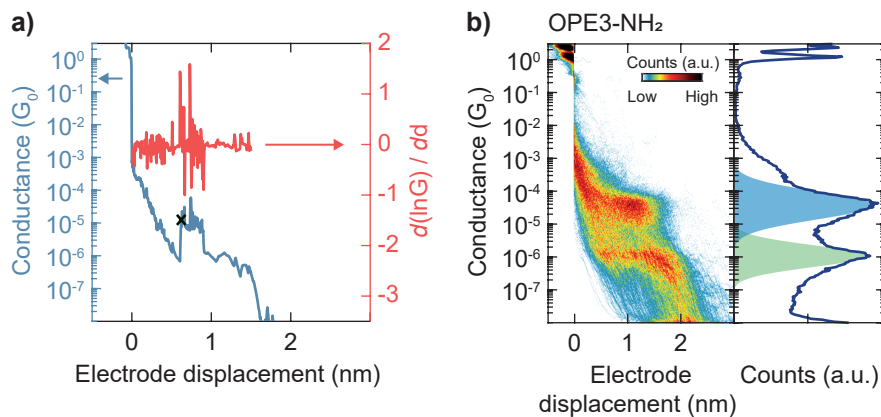 a)
10⁰
10⁻¹
10⁻²
10⁻³
10⁻⁴
10⁻⁵
10⁻⁶
10⁻⁷
Conductance (G₀)
×
2
1
0
-1
-2
-3
d(lnG) / dd
0
1
2
Electrode displacement (nm)
b)
OPE3-NH₂
Counts (a.u.)
Low
High
10⁰
10⁻¹
10⁻²
10⁻³
10⁻⁴
10⁻⁵
10⁻⁶
10⁻⁷
Conductance (G₀)
0
1
2
Electrode
displacement (nm)
Counts (a.u.)